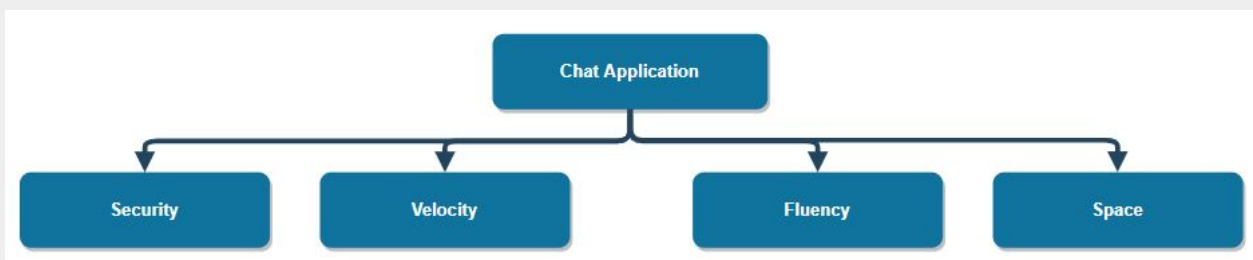 Chat Application
Security
Velocity
Fluency
Space